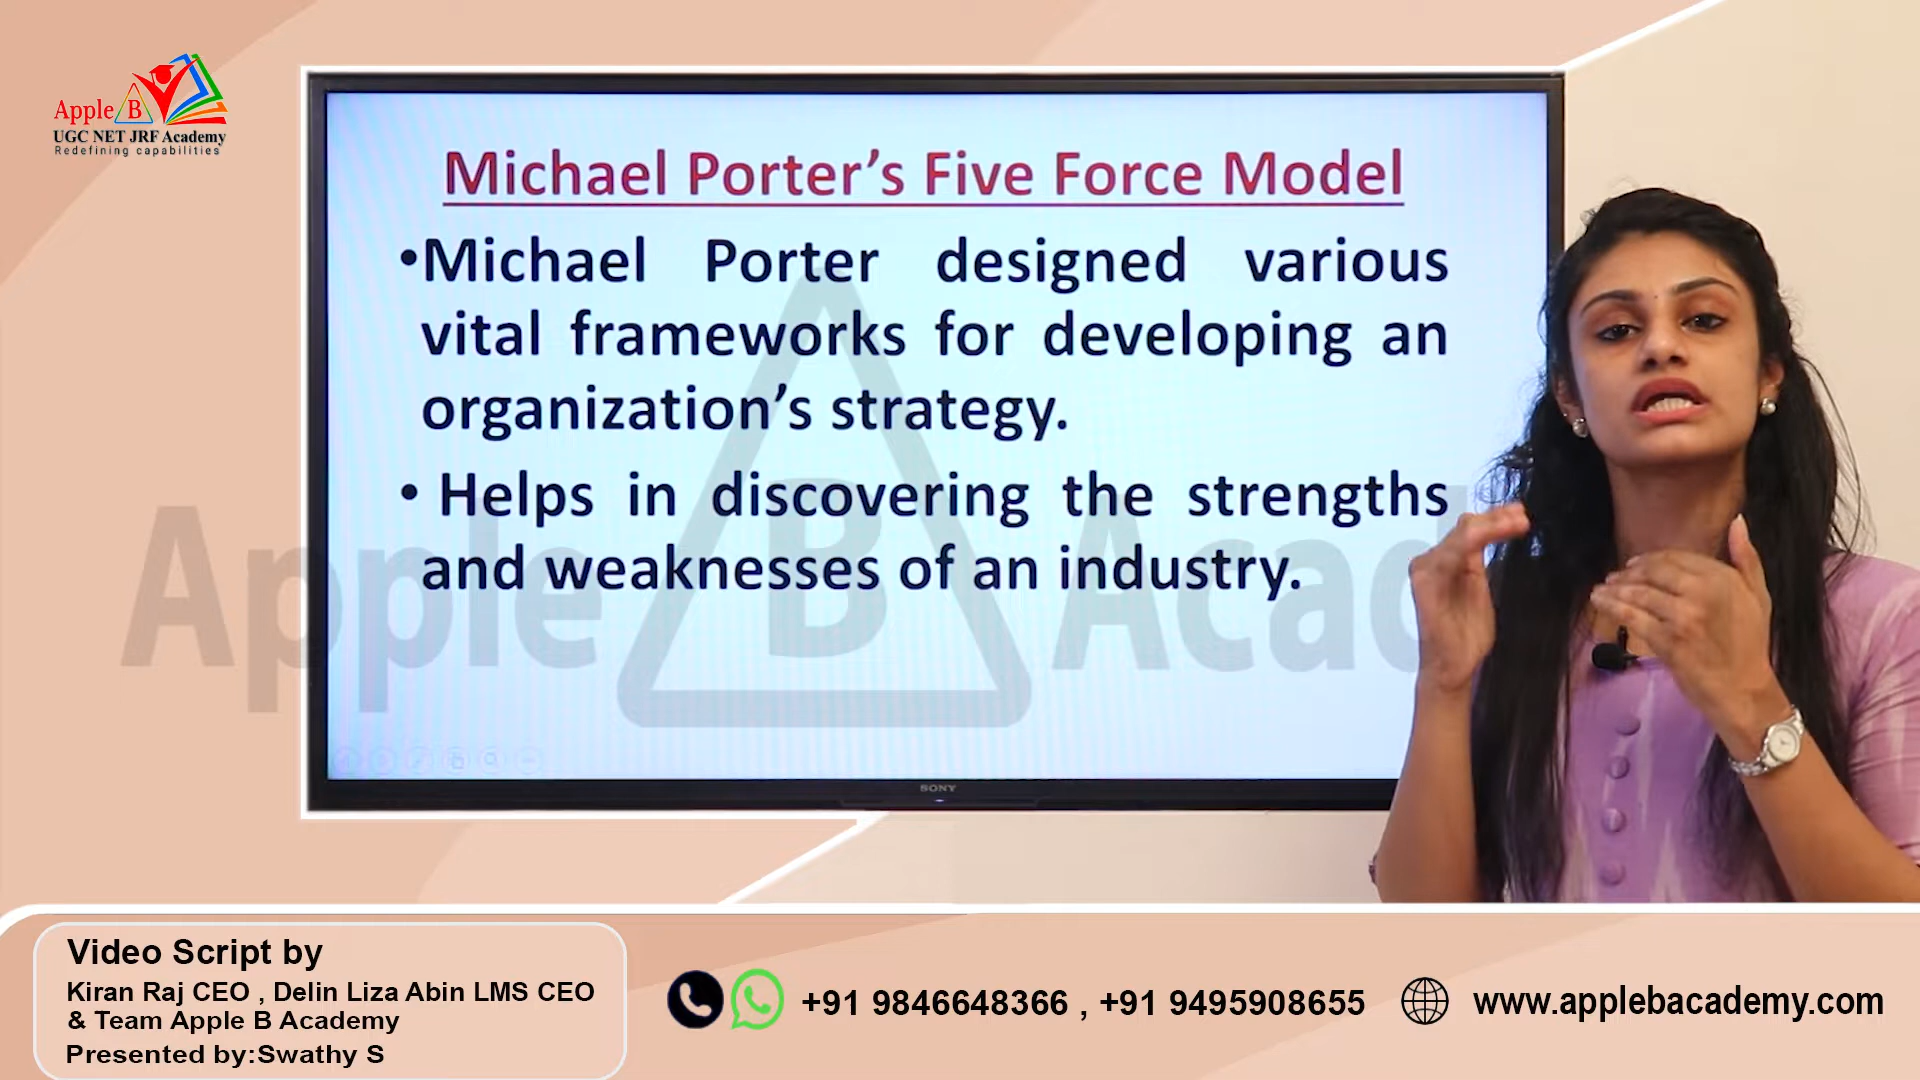 Apple B
UGC NET JRF Academy
Redefining capabilities
Michael Porter’s Five Force Model
•Michael Porter designed various
vital frameworks for developing an
organization’s strategy.
• Helps in discovering the strengths
and weaknesses of an industry.
Apple B Acad
SONY
Video Script by
Kiran Raj CEO , Delin Liza Abin LMS CEO
& Team Apple B Academy
Presented by:Swathy S
+91 9846648366 , +91 9495908655
www.applebacademy.com